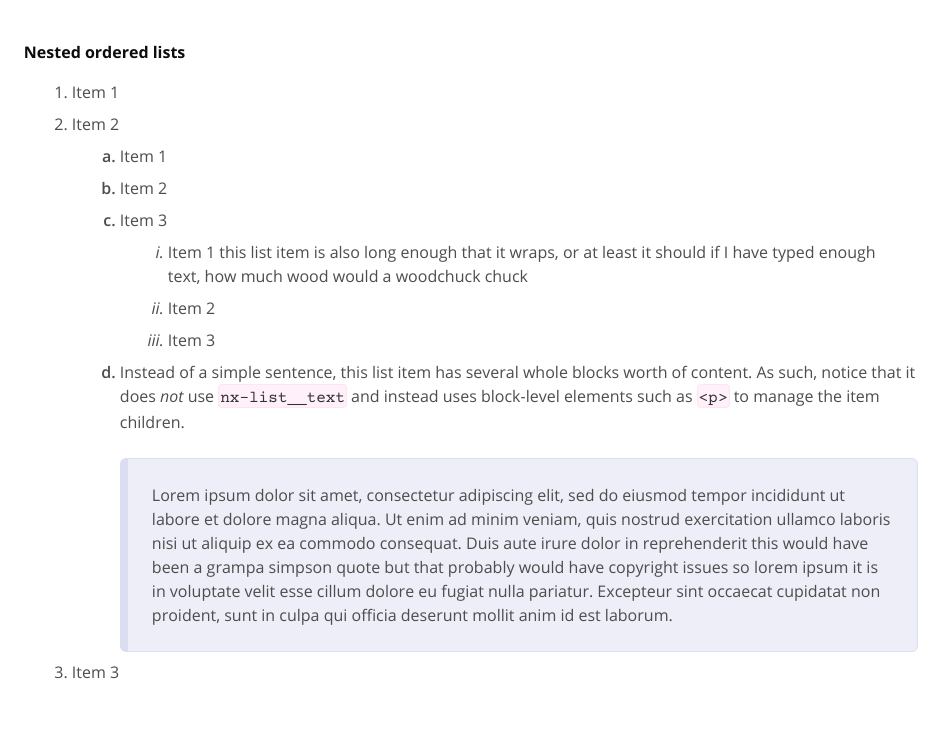 Nested ordered lists
1. Item 1
2. Item 2
a. Item 1
b. Item 2
c. Item 3
i. Item 1 this list item is also long enough that it wraps, or at least it should if I have typed enough
text, how much wood would a woodchuck chuck
ii. Item 2
iii. Item 3
d. Instead of a simple sentence, this list item has several whole blocks worth of content. As such, notice that it
does not use nx-list__text and instead uses block-level elements such as <p> to manage the item
children.
Lorem ipsum dolor sit amet, consectetur adipiscing elit, sed do eiusmod tempor incididunt ut
labore et dolore magna aliqua. Ut enim ad minim veniam, quis nostrud exercitation ullamco laboris
nisi ut aliquip ex ea commodo consequat. Duis aute irure dolor in reprehenderit this would have
been a grampa simpson quote but that probably would have copyright issues so lorem ipsum it is
in voluptate velit esse cillum dolore eu fugiat nulla pariatur. Excepteur sint occaecat cupidatat non
proident, sunt in culpa qui officia deserunt mollit anim id est laborum.
3. Item 3